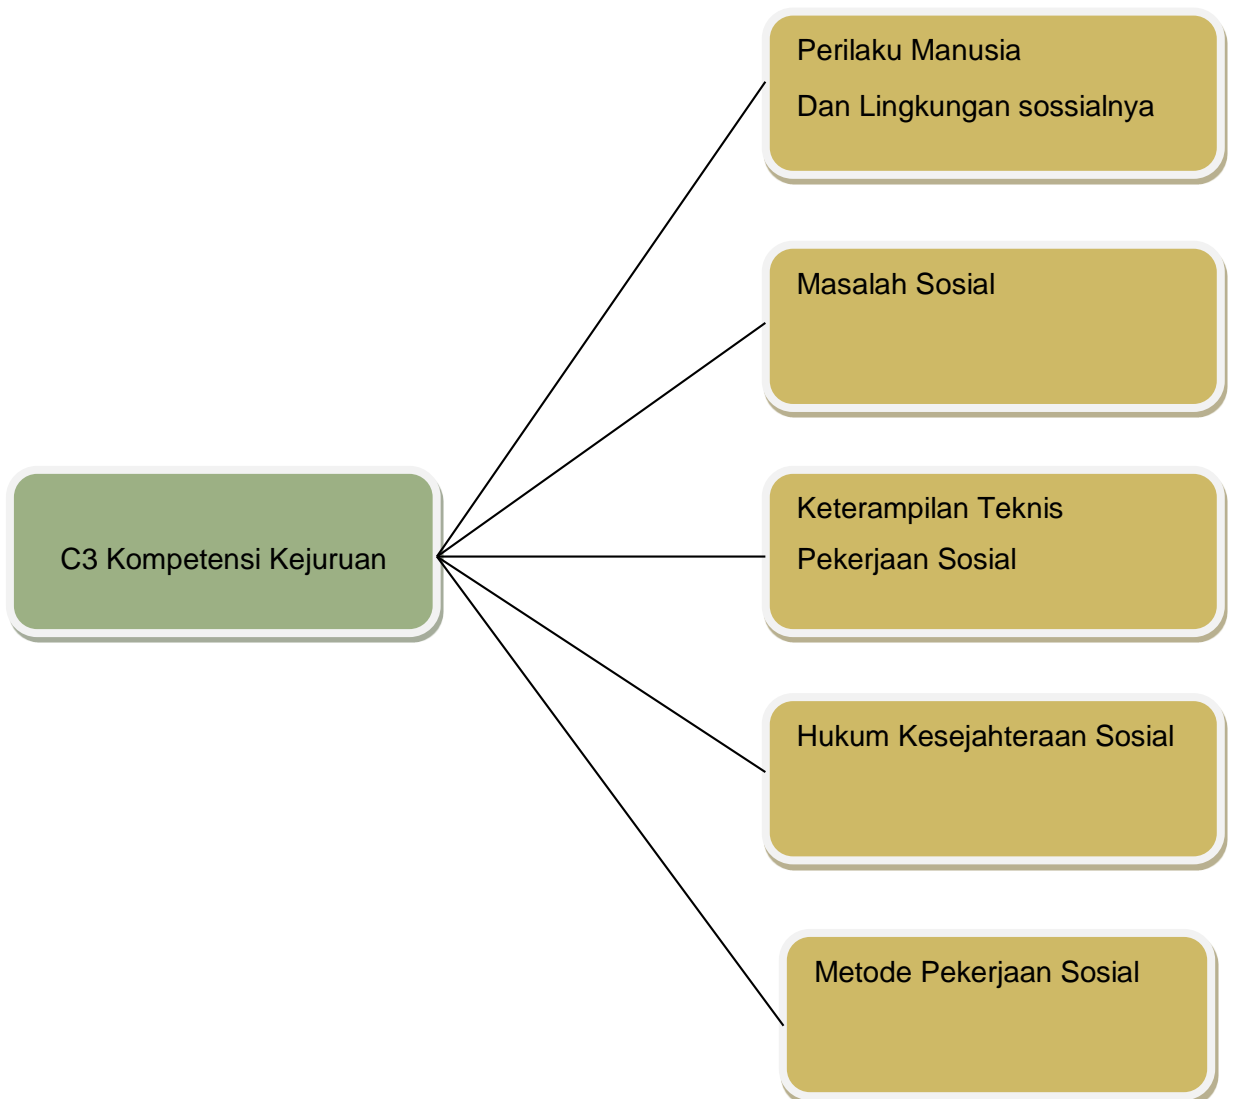 Perilaku Manusia
Dan Lingkungan sossialnya
Masalah Sosial
C3 Kompetensi Kejuruan
Keterampilan Teknis
Pekerjaan Sosial
Hukum Kesejahteraan Sosial
Metode Pekerjaan Sosial